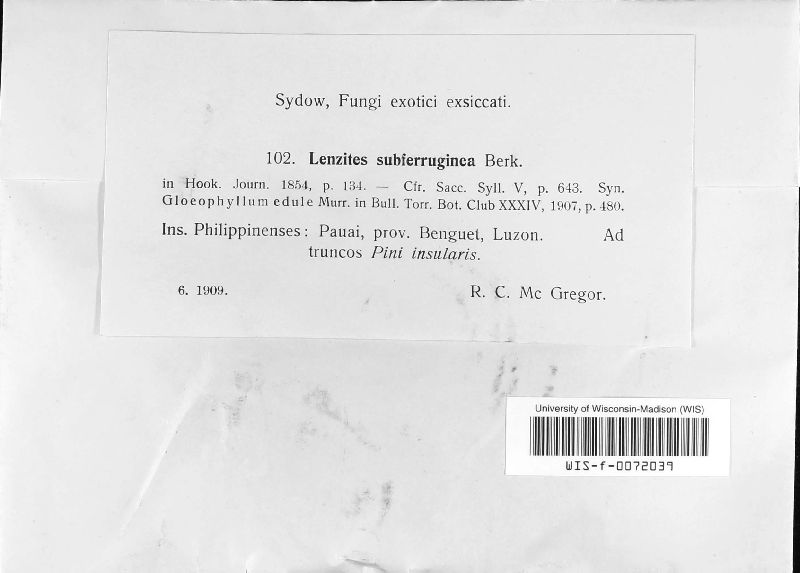 Sydow, Fungi exotici exsiccati.
102. Lenzites subferruginea Berk.
in Hook. Journ. 1854, p. 134. — Cfr. Sacc. Syll. V, p. 643. Syn.
Gloeophyllum edule Murr. in Bull. Torr. Bot. Club XXXIV, 1907, p. 480.
Ins. Philippinenses: Pauai, prov. Benguet, Luzon. Ad
truncos Pini insularis.
6. 1909. R. C. Mc Gregor.
University of Wisconsin-Madison (WIS)
WIS-f-0072039